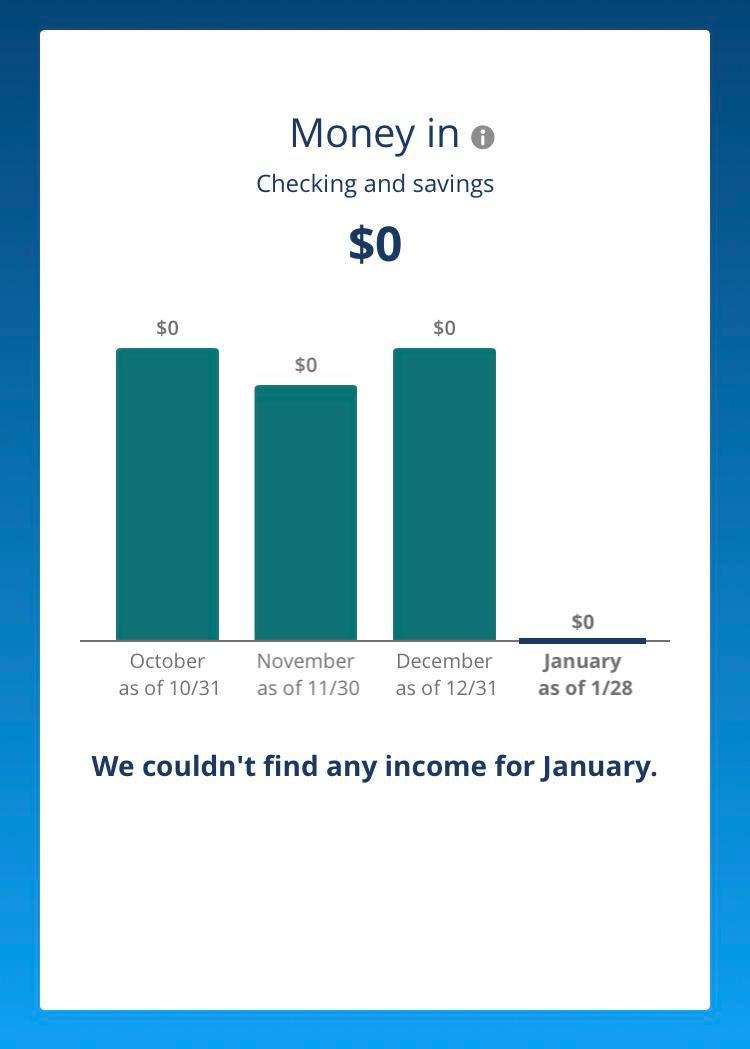 Money in
Checking and savings
$0
$0
$0
$0
$0
October
as of 10/31
November
as of 11/30
December
as of 12/31
January
as of 1/28
We couldn't find any income for January.